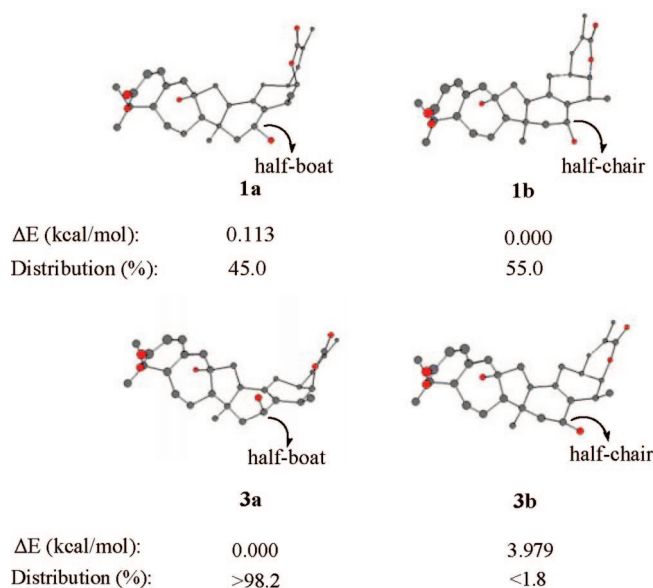 half-boat
half-chair
1a 1b
ΔE (kcal/mol): 0.113 0.000
Distribution (%): 45.0 55.0
half-boat
half-chair
3a 3b
ΔE (kcal/mol): 0.000 3.979
Distribution (%): >98.2 <1.8